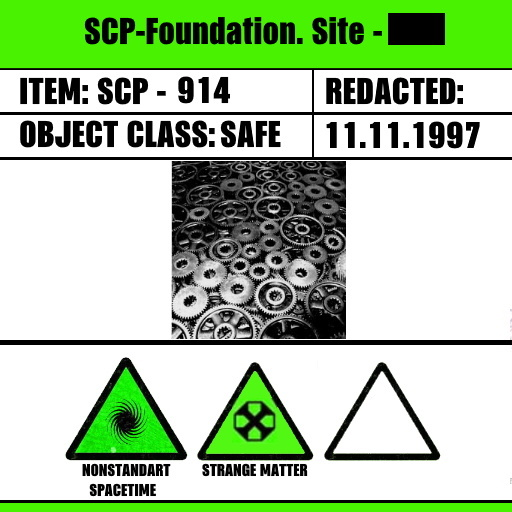 SCP-Foundation. Site -
ITEM: SCP - 914
REDACTED:
OBJECT CLASS: SAFE
11.11.1997
NONSTANDART
SPACETIME
STRANGE MATTER